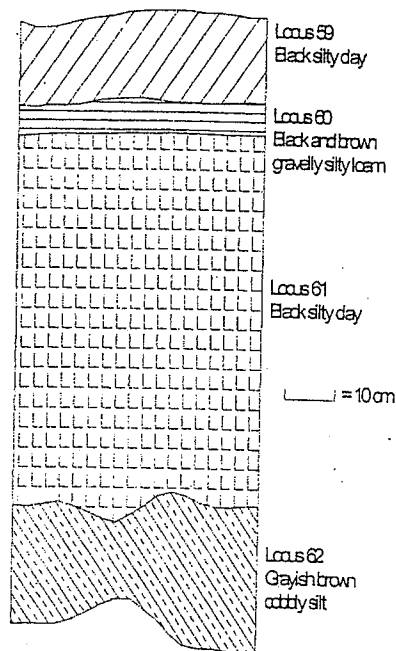 Locus 59
Black silty clay
Locus 60
Black and brown
gravelly silty loam
Locus 61
Black silty clay
= 10 cm
Locus 62
Grayish brown
cobbly silt